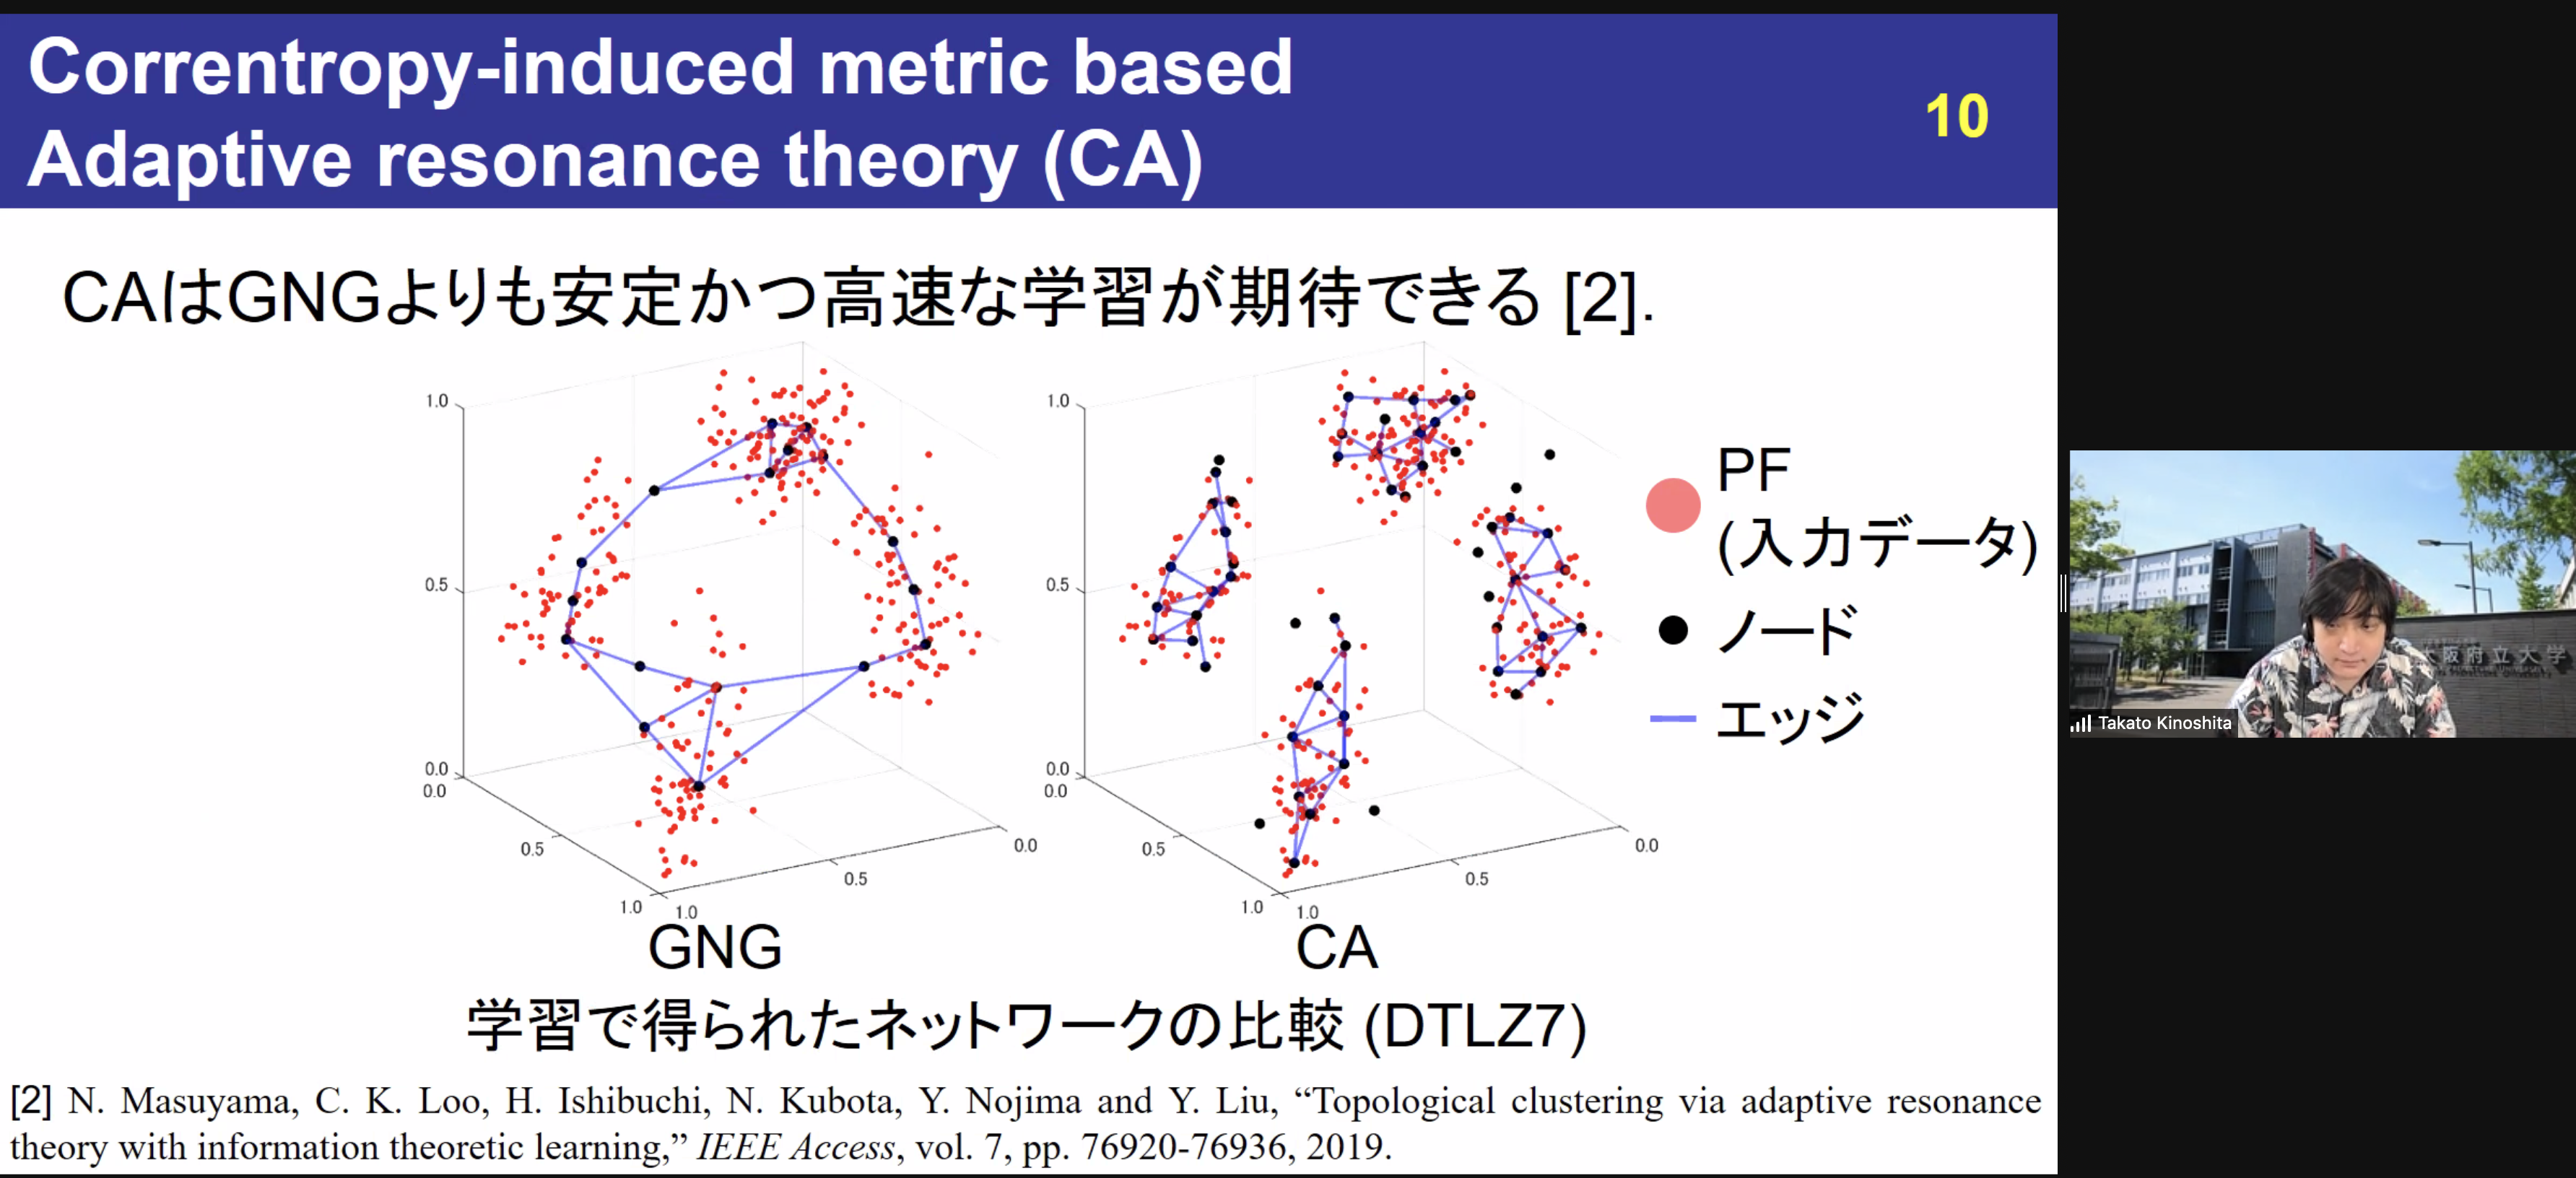 Correntropy-induced metric based
Adaptive resonance theory (CA)
10
CAはGNGよりも安定かつ高速な学習が期待できる [2].
1.0
0.5
0.0
0.0
0.5
1.0
1.0
0.5
0.0
GNG
1.0
0.5
0.0
0.0
0.5
1.0
1.0
0.5
0.0
CA
PF
(入力データ)
ノード
エッジ
学習で得られたネットワークの比較 (DTLZ7)
[2] N. Masuyama, C. K. Loo, H. Ishibuchi, N. Kubota, Y. Nojima and Y. Liu, “Topological clustering via adaptive resonance
theory with information theoretic learning,” IEEE Access, vol. 7, pp. 76920-76936, 2019.
大阪府立大学
Takato Kinoshita